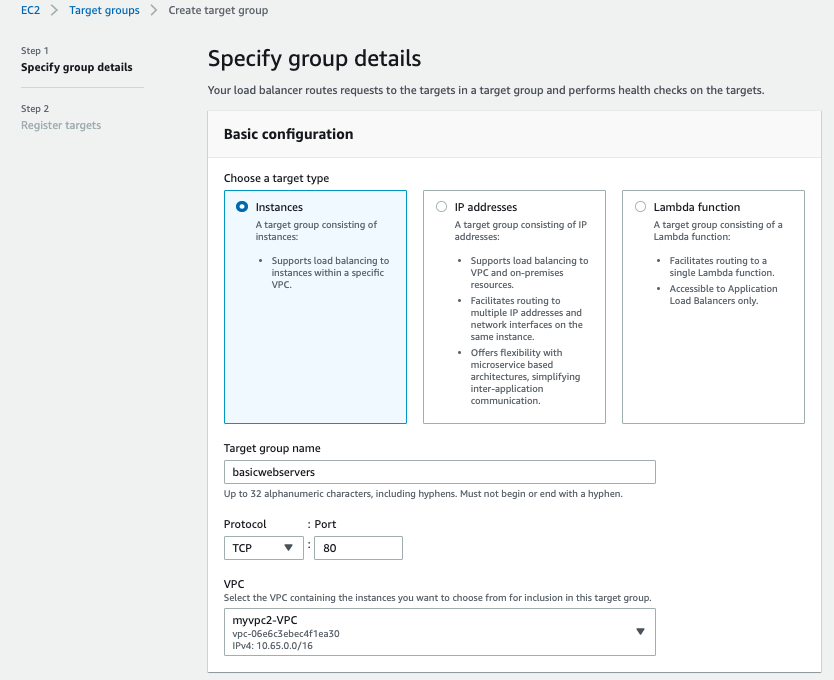 EC2 > Target groups > Create target group
Step 1
Specify group details
Step 2
Register targets
Specify group details
Your load balancer routes requests to the targets in a target group and performs health checks on the targets.
Basic configuration
Choose a target type
Instances
A target group consisting of
instances:
• Supports load balancing to
instances within a specific
VPC.
IP addresses
A target group consisting of IP
addresses:
• Supports load balancing to
VPC and on-premises
resources.
• Facilitates routing to
multiple IP addresses and
network interfaces on the
same instance.
• Offers flexibility with
microservice based
architectures, simplifying
inter-application
communication.
Lambda function
A target group consisting of a
Lambda function:
• Facilitates routing to a
single Lambda function.
• Accessible to Application
Load Balancers only.
Target group name
basicwebservers
Up to 32 alphanumeric characters, including hyphens. Must not begin or end with a hyphen.
Protocol : Port
TCP : 80
VPC
Select the VPC containing the instances you want to choose from for inclusion in this target group.
myvpc2-VPC
vpc-06e6c3ebec4f1ea30
IPv4: 10.65.0.0/16